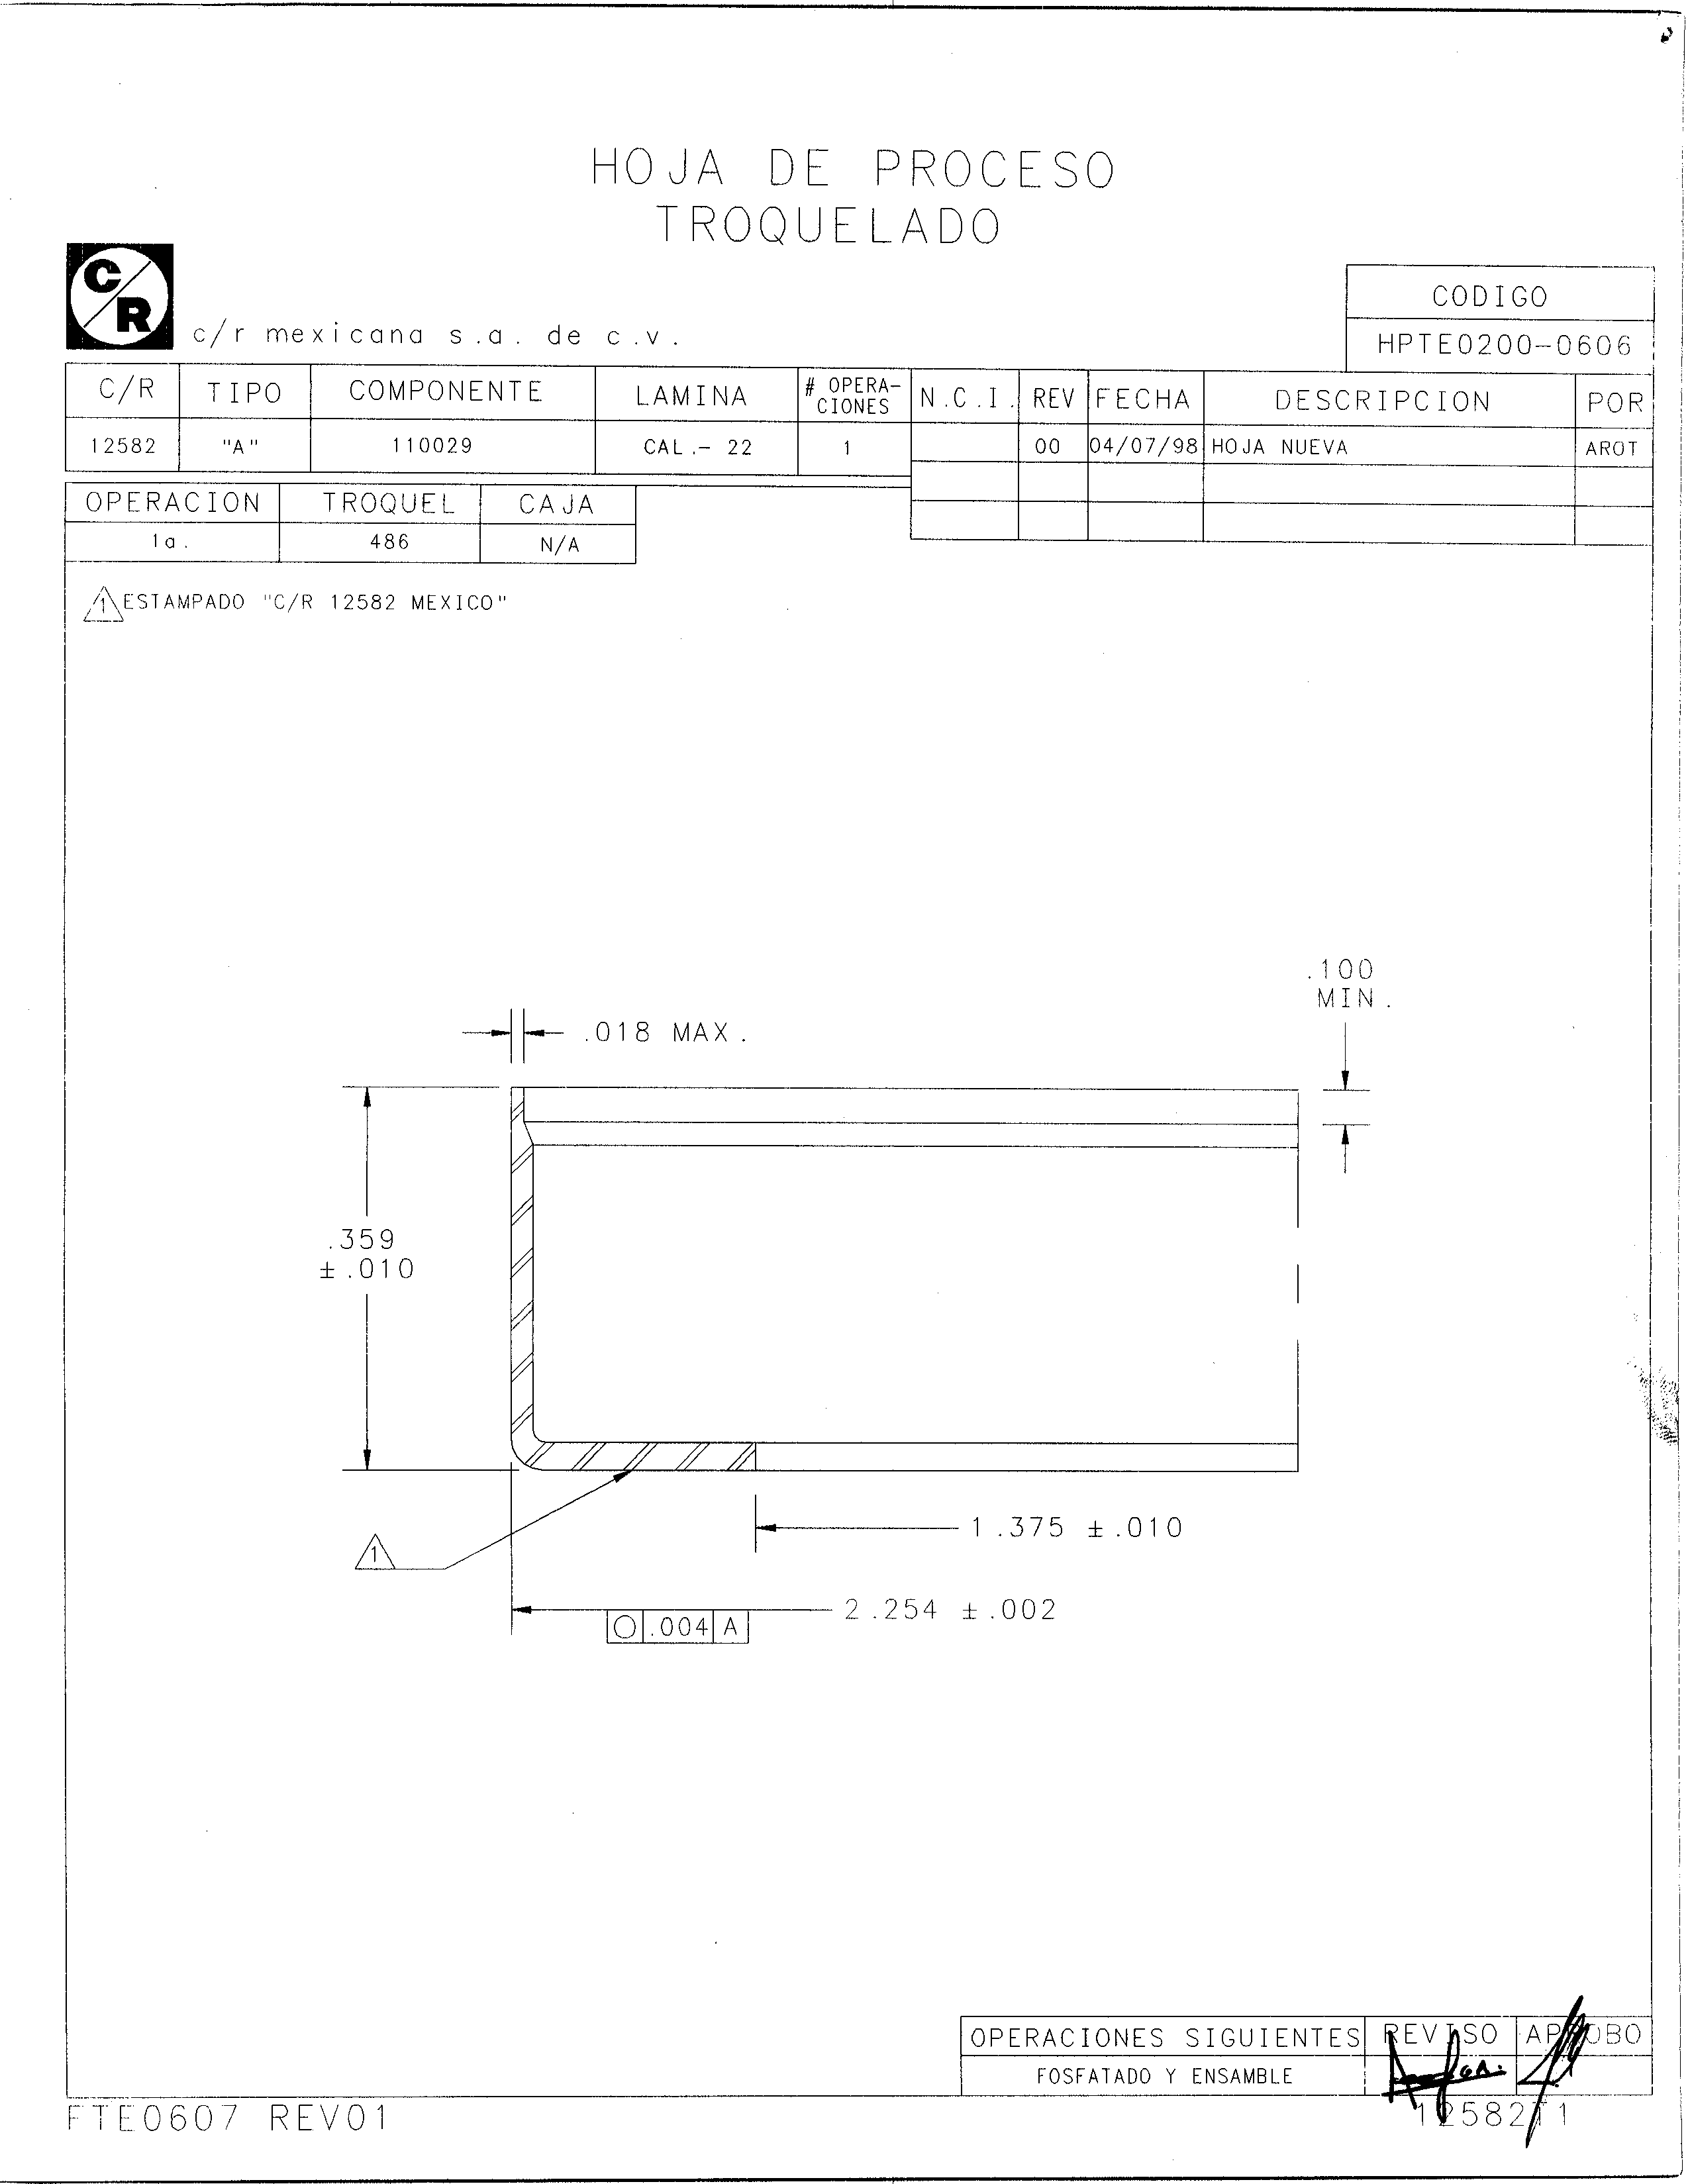 HOJA DE PROCESO
TROQUELADO
C/R
c/r mexicana s.a. de c.v.
CODIGO
HPTE0200-0606
C/R TIPO COMPONENTE LAMINA # OPERA-CIONES N.C.I. REV FECHA DESCRIPCION POR
12582 "A" 110029 CAL.- 22 1 00 04/07/98 HOJA NUEVA AROT
OPERACION TROQUEL CAJA
1a. 486 N/A
1 ESTAMPADO "C/R 12582 MEXICO"
.100
MIN.
.018 MAX.
.359
±.010
1.375 ±.010
1
2.254 ±.002
○ .004 A
OPERACIONES SIGUIENTES REVISO APROBO
FOSFATADO Y ENSAMBLE
FTE0607 REV01
12582T1